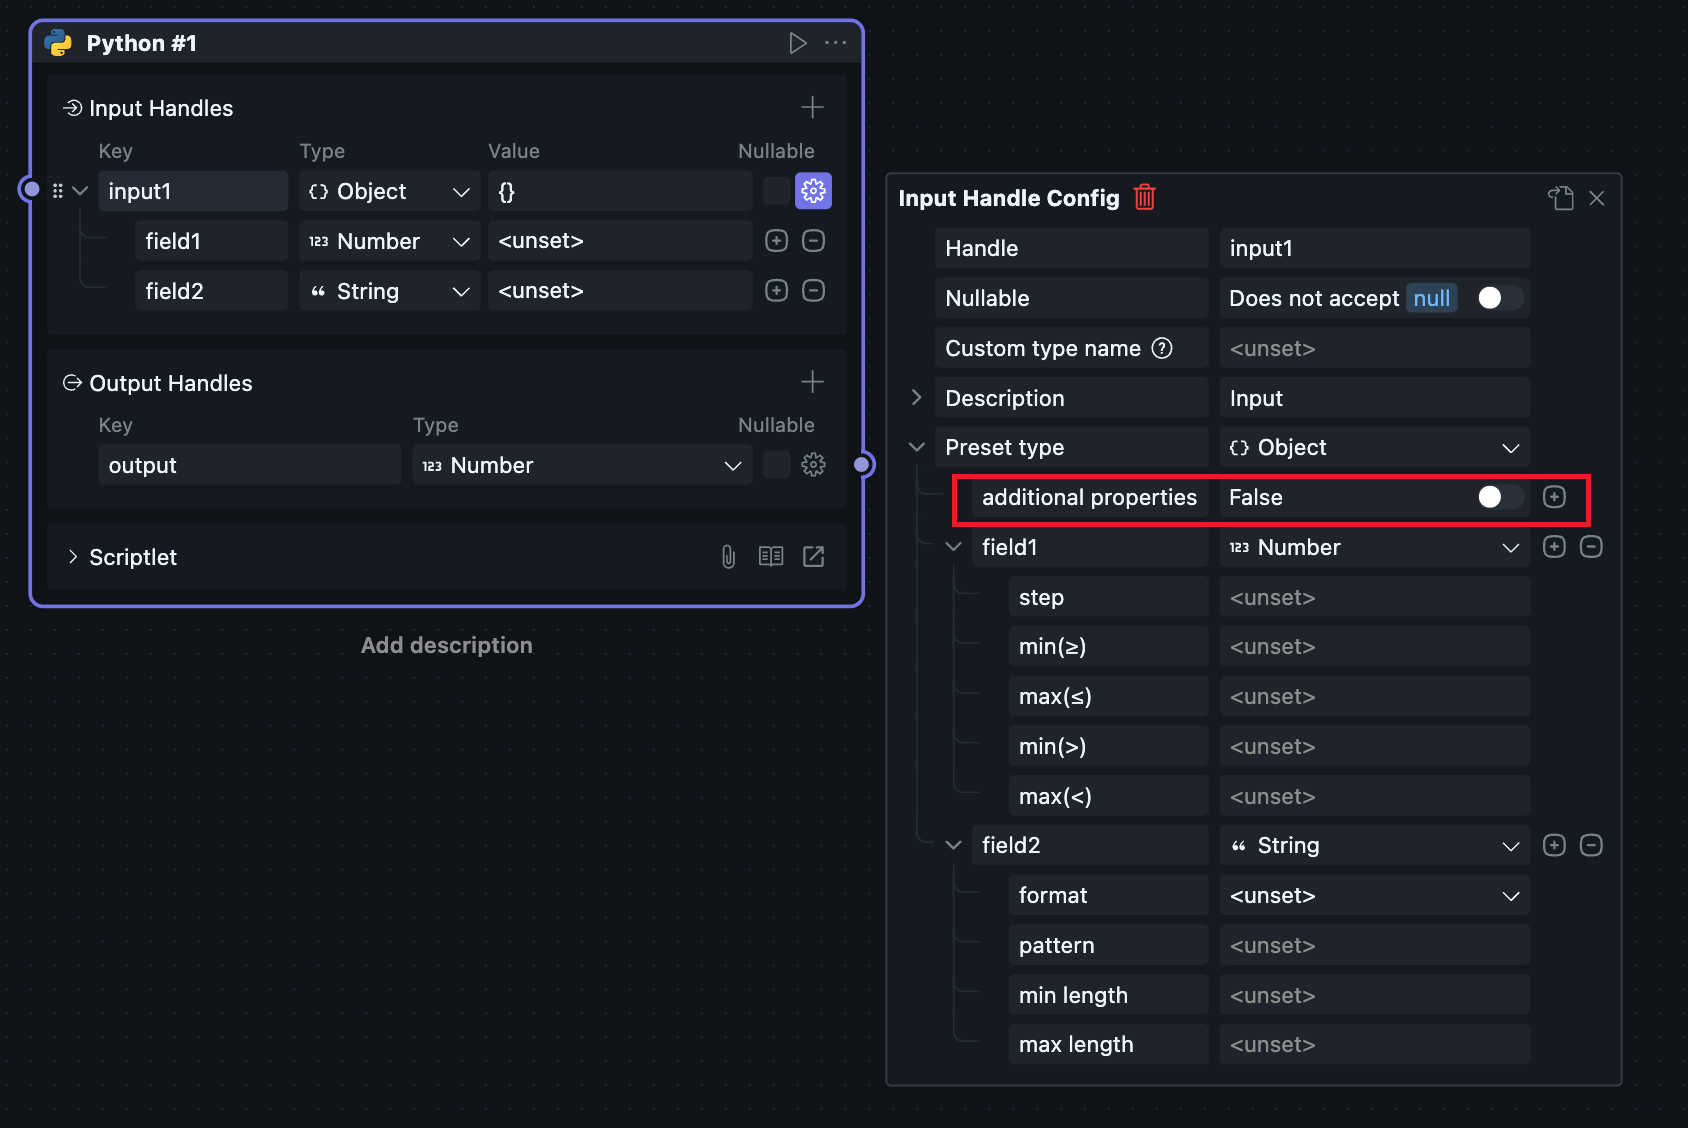 Python #1
Input Handles
Key Type Value Nullable
input1 {} Object {}
field1 123 Number <unset>
field2 “ String <unset>
Output Handles
Key Type Nullable
output 123 Number
Scriptlet
Add description
Input Handle Config
Handle input1
Nullable Does not accept null
Custom type name ? <unset>
Description Input
Preset type {} Object
additional properties False
field1 123 Number
step <unset>
min(≥) <unset>
max(≤) <unset>
min(>) <unset>
max(<) <unset>
field2 “ String
format <unset>
pattern <unset>
min length <unset>
max length <unset>